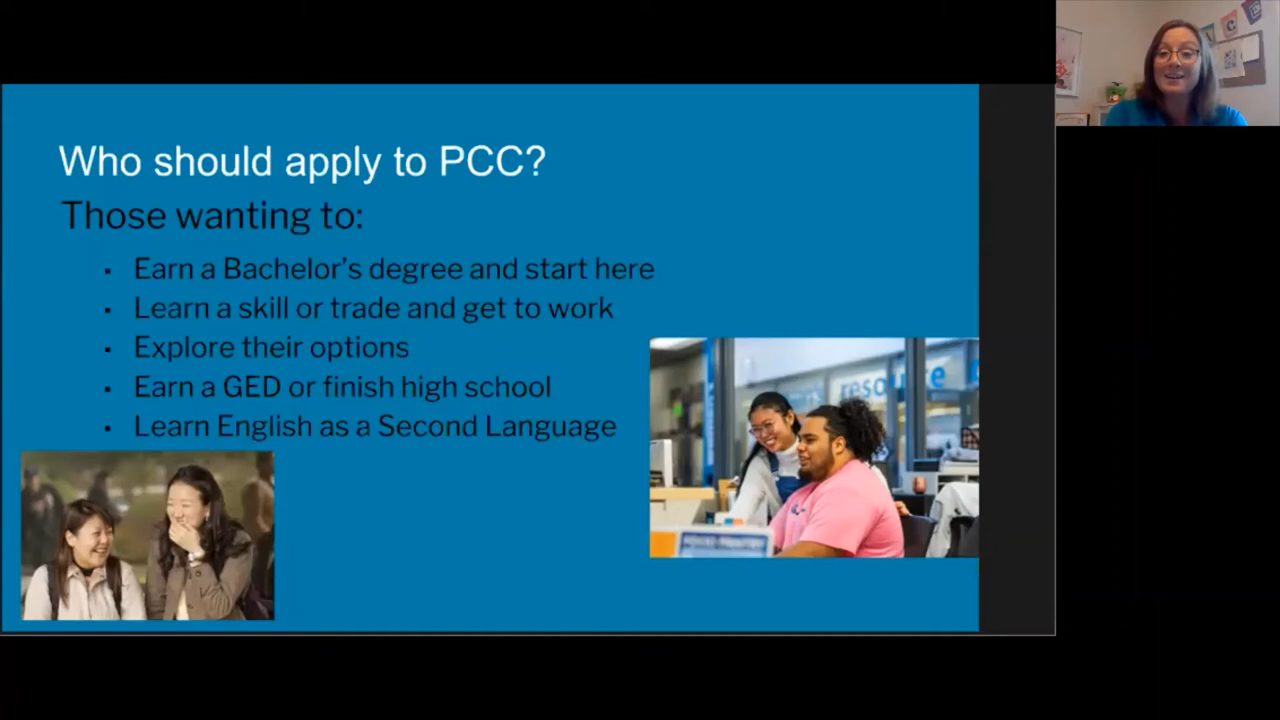 Who should apply to PCC?
Those wanting to:
▪ Earn a Bachelor’s degree and start here
▪ Learn a skill or trade and get to work
▪ Explore their options
▪ Earn a GED or finish high school
▪ Learn English as a Second Language
resource